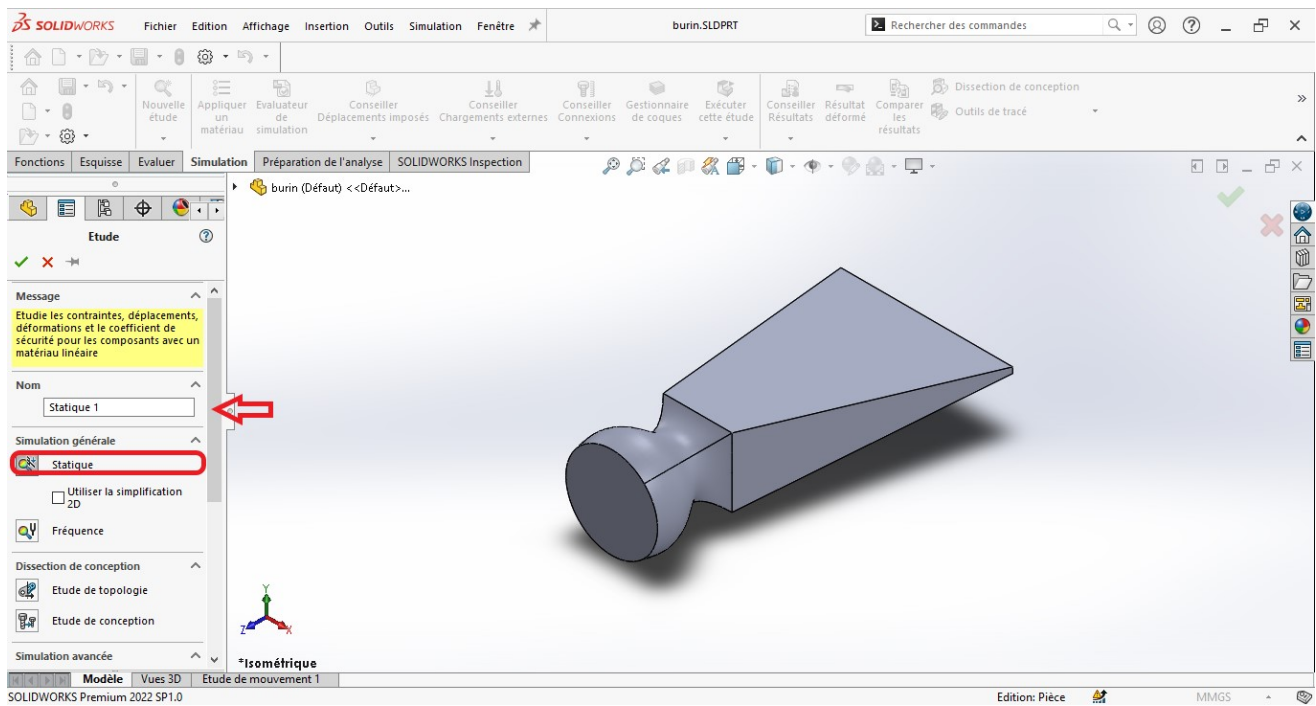 SOLIDWORKS Fichier Edition Affichage Insertion Outils Simulation Fenêtre burin.SLDPRT Rechercher des commandes
Nouvelle étude
Appliquer un matériau
Evaluateur de simulation
Conseiller Déplacements imposés
Conseiller Chargements externes
Conseiller Connexions
Gestionnaire de coques
Exécuter cette étude
Conseiller Résultats
Résultat déformé
Comparer les résultats
Dissection de conception
Outils de tracé
Fonctions Esquisse Evaluer Simulation Préparation de l'analyse SOLIDWORKS Inspection
burin (Défaut) <<Défaut>...
Etude
Message
Etudie les contraintes, déplacements,
déformations et le coefficient de
sécurité pour les composants avec un
matériau linéaire
Nom
Statique 1
Simulation générale
Statique
Utiliser la simplification
2D
Fréquence
Dissection de conception
Etude de topologie
Etude de conception
Simulation avancée
Y
Z
X
*Isométrique
Modèle Vues 3D Etude de mouvement 1
SOLIDWORKS Premium 2022 SP1.0 Edition: Pièce MMGS